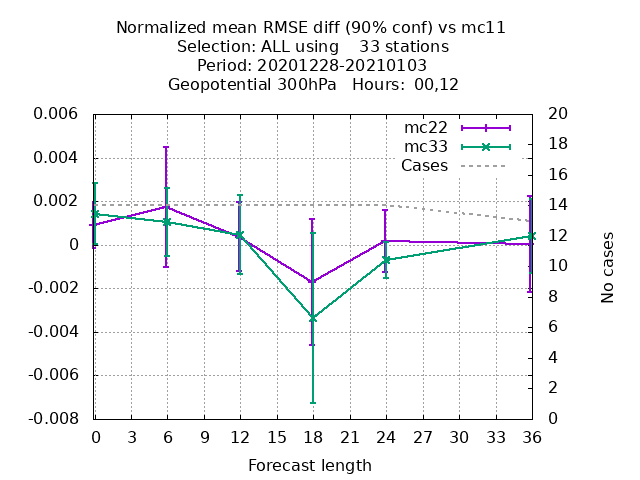 Normalized mean RMSE diff (90% conf) vs mc11
Selection: ALL using    33 stations
Period: 20201228-20210103
Geopotential 300hPa   Hours:  00,12
mc22
mc33
Cases
0.006
0.004
0.002
0
-0.002
-0.004
-0.006
-0.008
20
18
16
14
12
10
8
6
4
2
0
No cases
0 3 6 9 12 15 18 21 24 27 30 33 36
Forecast length